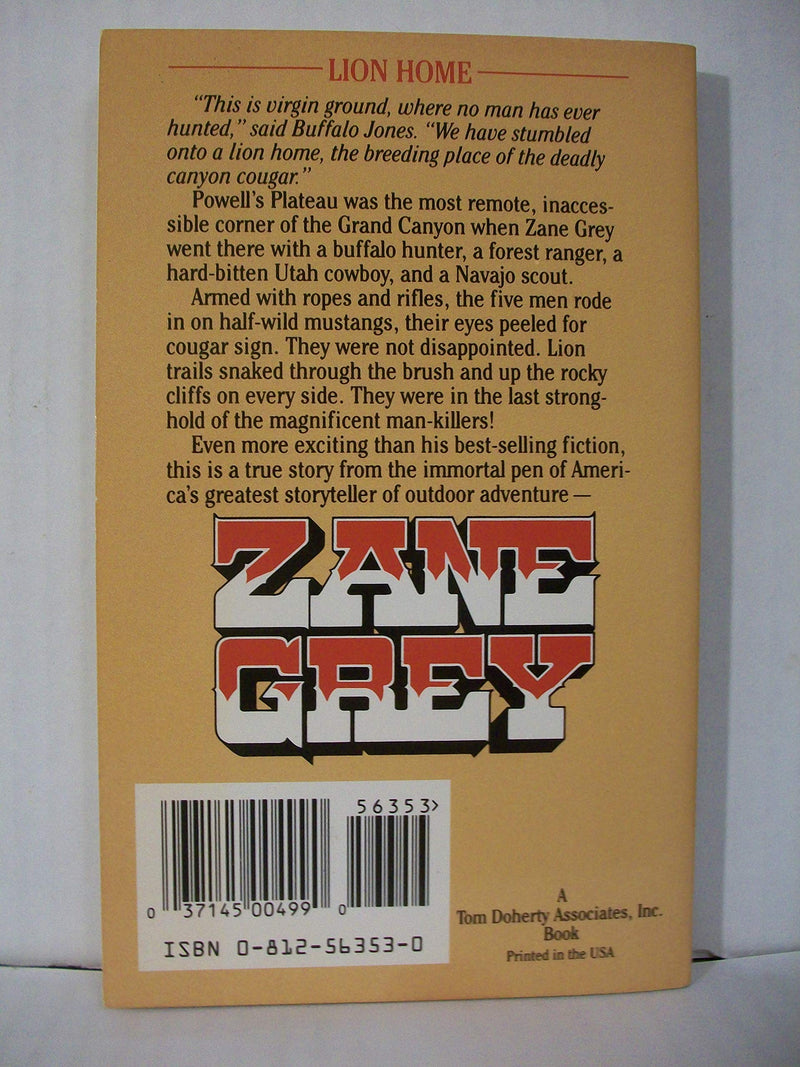 LION HOME
“This is virgin ground, where no man has ever
hunted,” said Buffalo Jones. “We have stumbled
onto a lion home, the breeding place of the deadly
canyon cougar.”
Powell’s Plateau was the most remote, inacces-
sible corner of the Grand Canyon when Zane Grey
went there with a buffalo hunter, a forest ranger, a
hard-bitten Utah cowboy, and a Navajo scout.
Armed with ropes and rifles, the five men rode
in on half-wild mustangs, their eyes peeled for
cougar sign. They were not disappointed. Lion
trails snaked through the brush and up the rocky
cliffs on every side. They were in the last strong-
hold of the magnificent man-killers!
Even more exciting than his best-selling fiction,
this is a true story from the immortal pen of Ameri-
ca’s greatest storyteller of outdoor adventure—
ZANE
GREY
56353>
0 37145 00499 0
ISBN 0-812-56353-0
A
Tom Doherty Associates, Inc.
Book
Printed in the USA